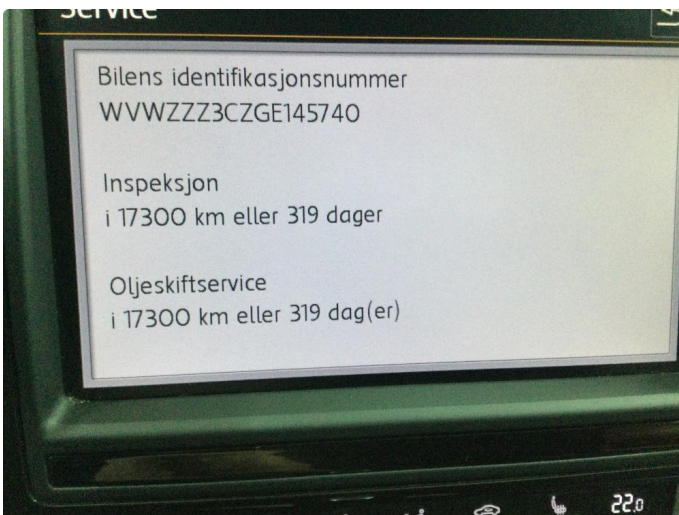 Service
Bilens identifikasjonsnummer
WVWZZZ3CZGE145740
Inspeksjon
i 17300 km eller 319 dager
Oljeskiftservice
i 17300 km eller 319 dag(er)
22.0